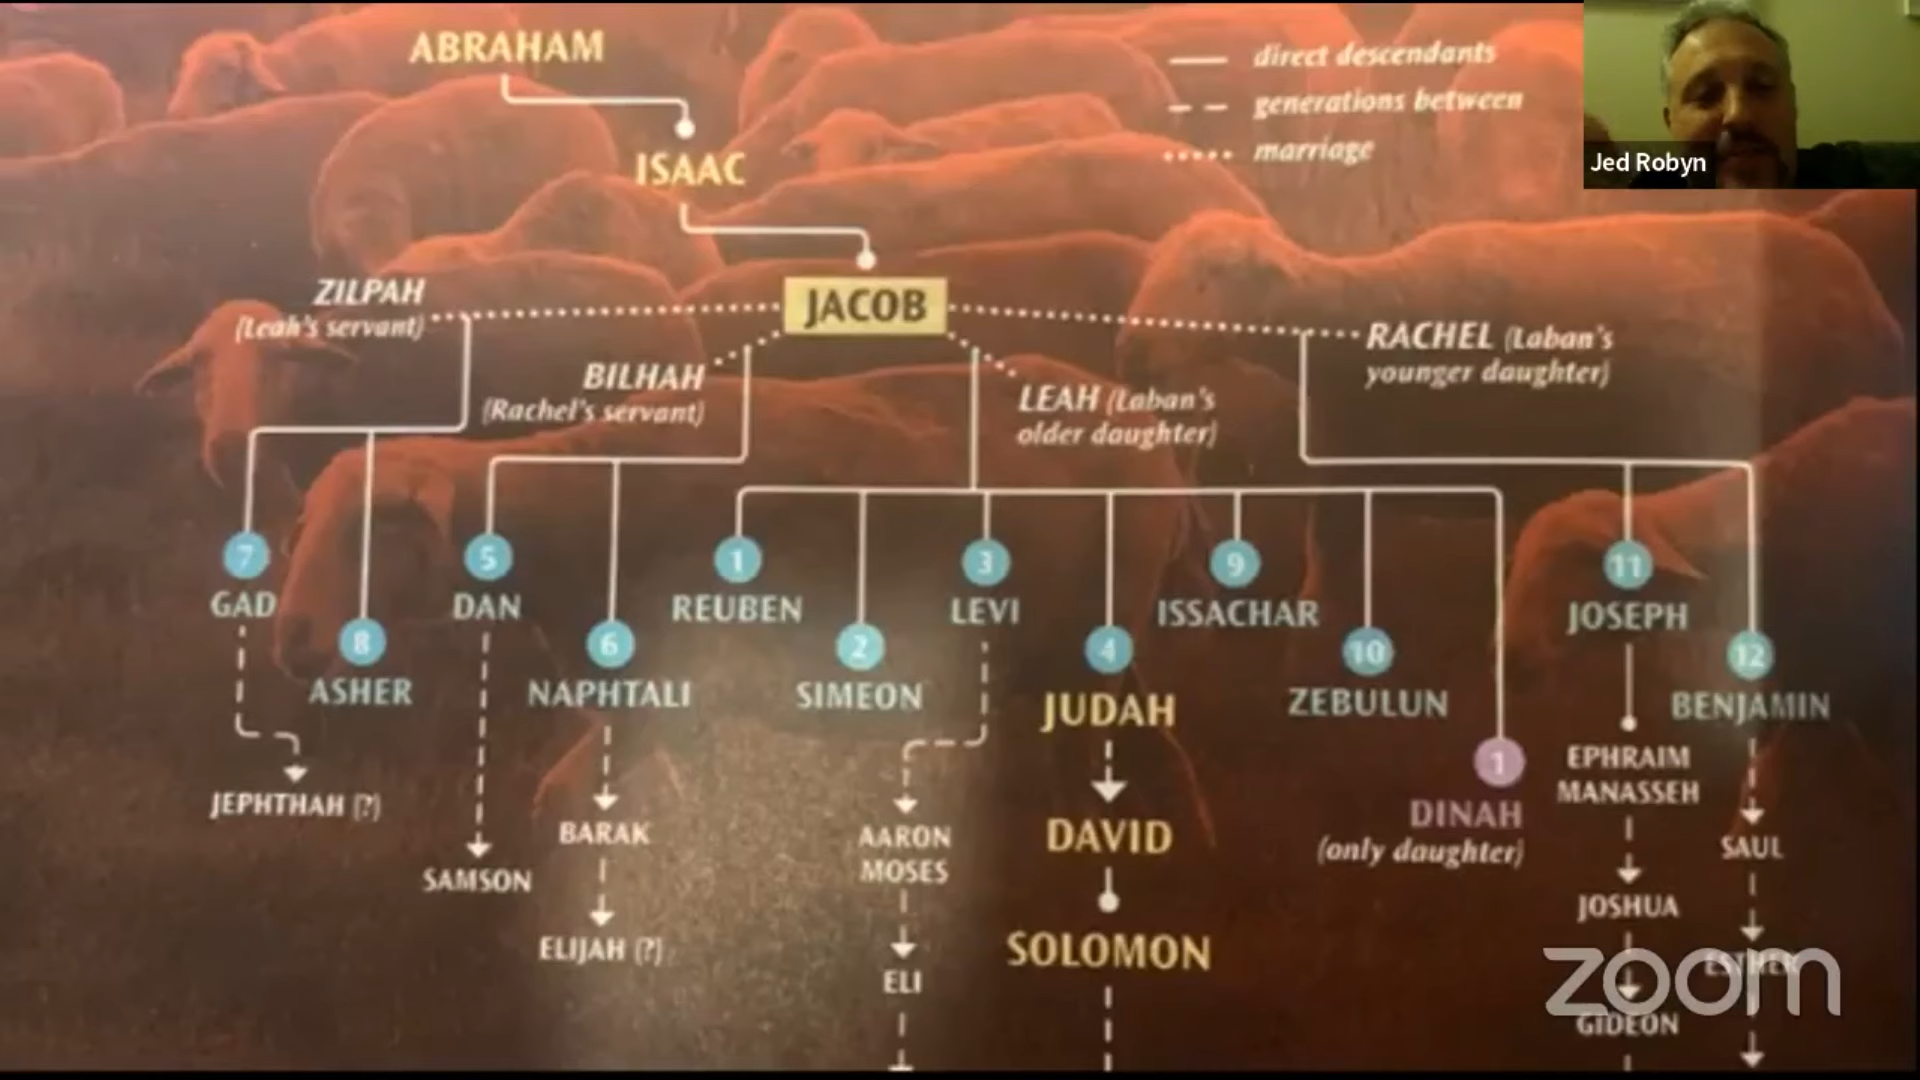 ABRAHAM
direct descendants
generations between
marriage
Jed Robyn
ISAAC
JACOB
ZILPAH
(Leah's servant)
BILHAH
(Rachel's servant)
LEAH (Laban's
older daughter)
RACHEL (Laban's
younger daughter)
7
GAD
8
ASHER
5
DAN
6
NAPHTALI
1
REUBEN
2
SIMEON
3
LEVI
4
JUDAH
9
ISSACHAR
10
ZEBULUN
1
DINAH
(only daughter)
11
JOSEPH
12
BENJAMIN
JEPHTHAH (?)
SAMSON
BARAK
ELIJAH (?)
AARON
MOSES
ELI
DAVID
SOLOMON
EPHRAIM
MANASSEH
JOSHUA
GIDEON
SAUL
ESTHER
zoom